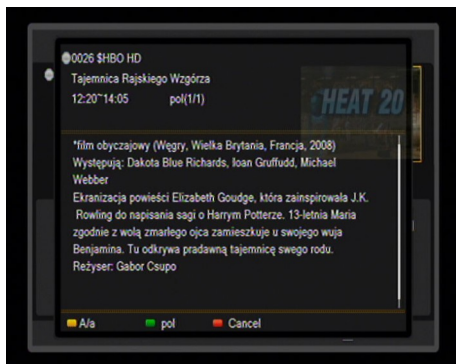 0026 $HBO HD
Tajemnica Rajskiego Wzgórza
12:20~14:05 pol(1/1)
HEAT 20
*film obyczajowy (Węgry, Wielka Brytania, Francja, 2008)
Występują: Dakota Blue Richards, Ioan Gruffudd, Michael
Webber
Ekranizacja powieści Elizabeth Goudge, która zainspirowała J.K.
Rowling do napisania sagi o Harrym Potterze. 13-letnia Maria
zgodnie z wolą zmarłego ojca zamieszkuje u swojego wuja
Benjamina. Tu odkrywa pradawną tajemnicę swego rodu.
Reżyser: Gabor Csupo
A/a pol Cancel